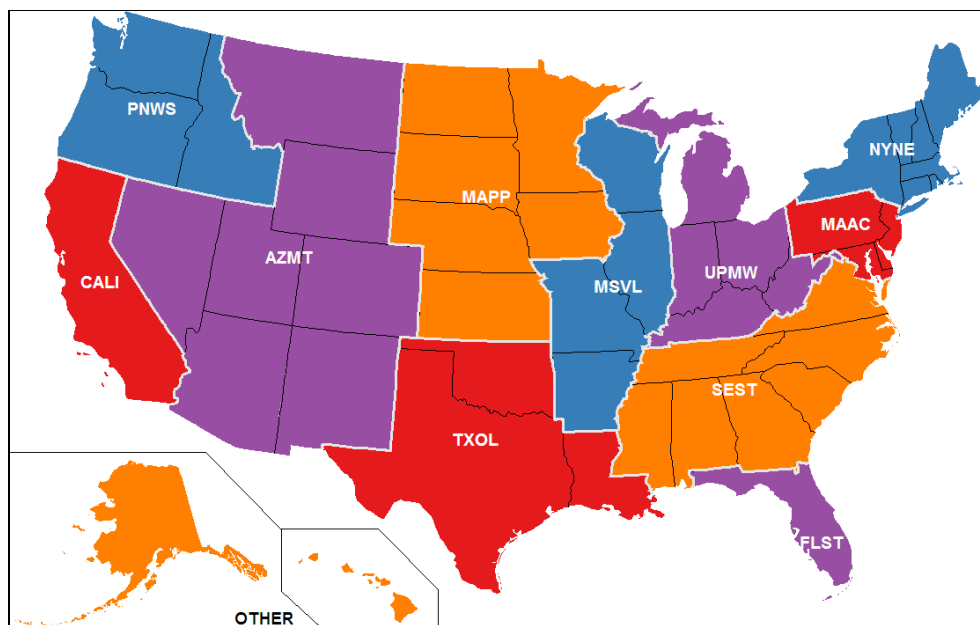 PNWS
NYNE
MAPP
MAAC
AZMT
UPMW
CALI
MSVL
SEST
TXOL
FLST
OTHER